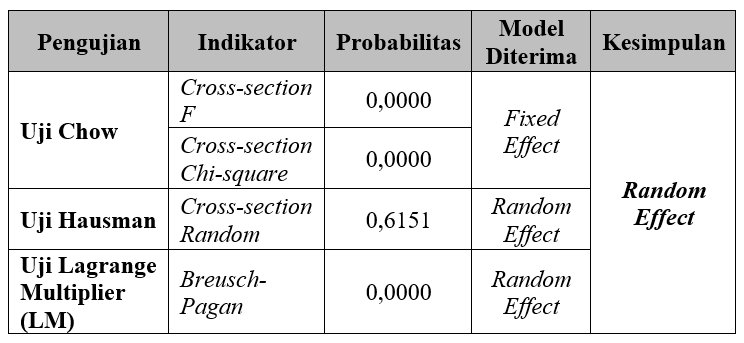 Pengujian
Indikator
Probabilitas
Model
Diterima
Kesimpulan
Uji Chow
Cross-section
F
0,0000
Cross-section
Chi-square
0,0000
Fixed
Effect
Uji Hausman
Cross-section
Random
0,6151
Random
Effect
Uji Lagrange
Multiplier
(LM)
Breusch-
Pagan
0,0000
Random
Effect
Random
Effect